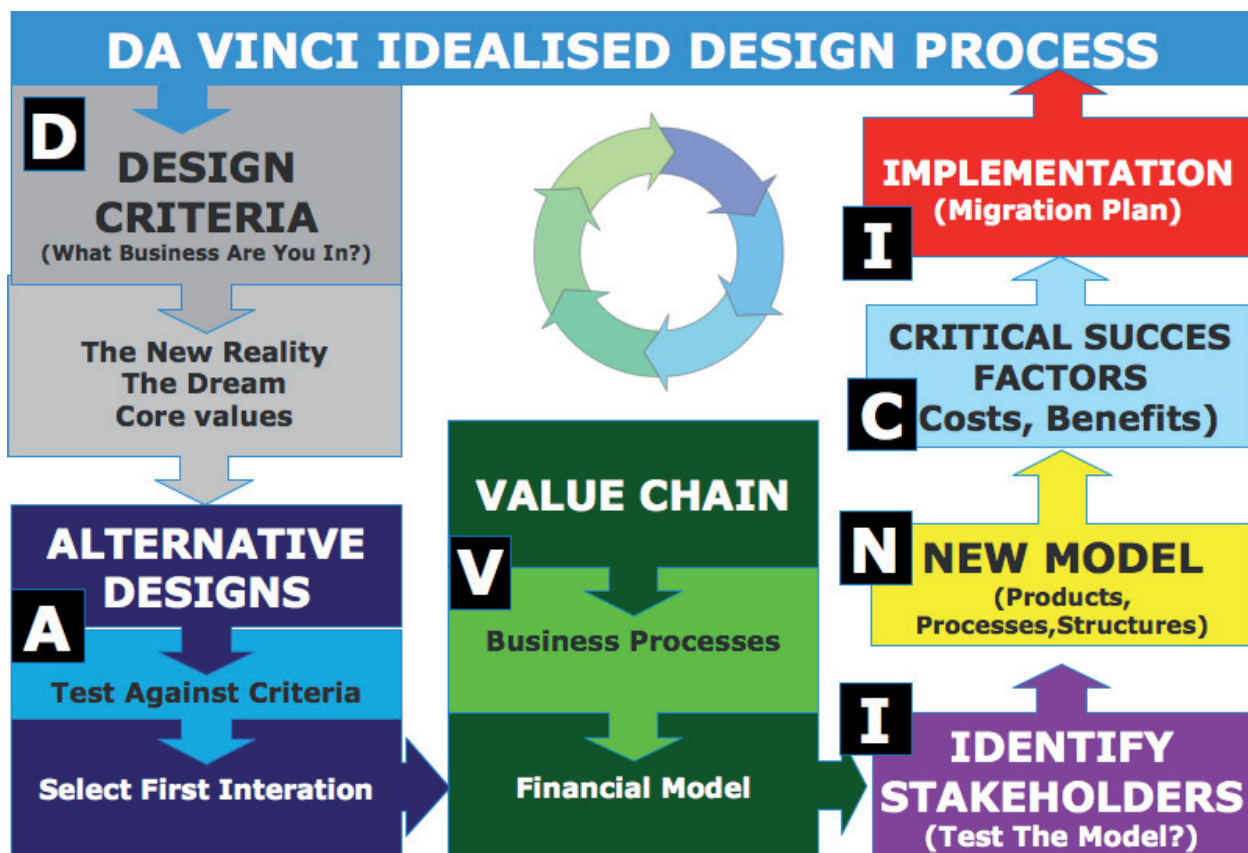 DA VINCI IDEALISED DESIGN PROCESS
D
DESIGN
CRITERIA
(What Business Are You In?)
The New Reality
The Dream
Core values
ALTERNATIVE
DESIGNS
A
Test Against Criteria
Select First Interation
VALUE CHAIN
V
Business Processes
Financial Model
I
IDENTIFY
STAKEHOLDERS
(Test The Model?)
N
NEW MODEL
(Products,
Processes,Structures)
CRITICAL SUCCES
FACTORS
C
(Costs, Benefits)
IMPLEMENTATION
(Migration Plan)
I